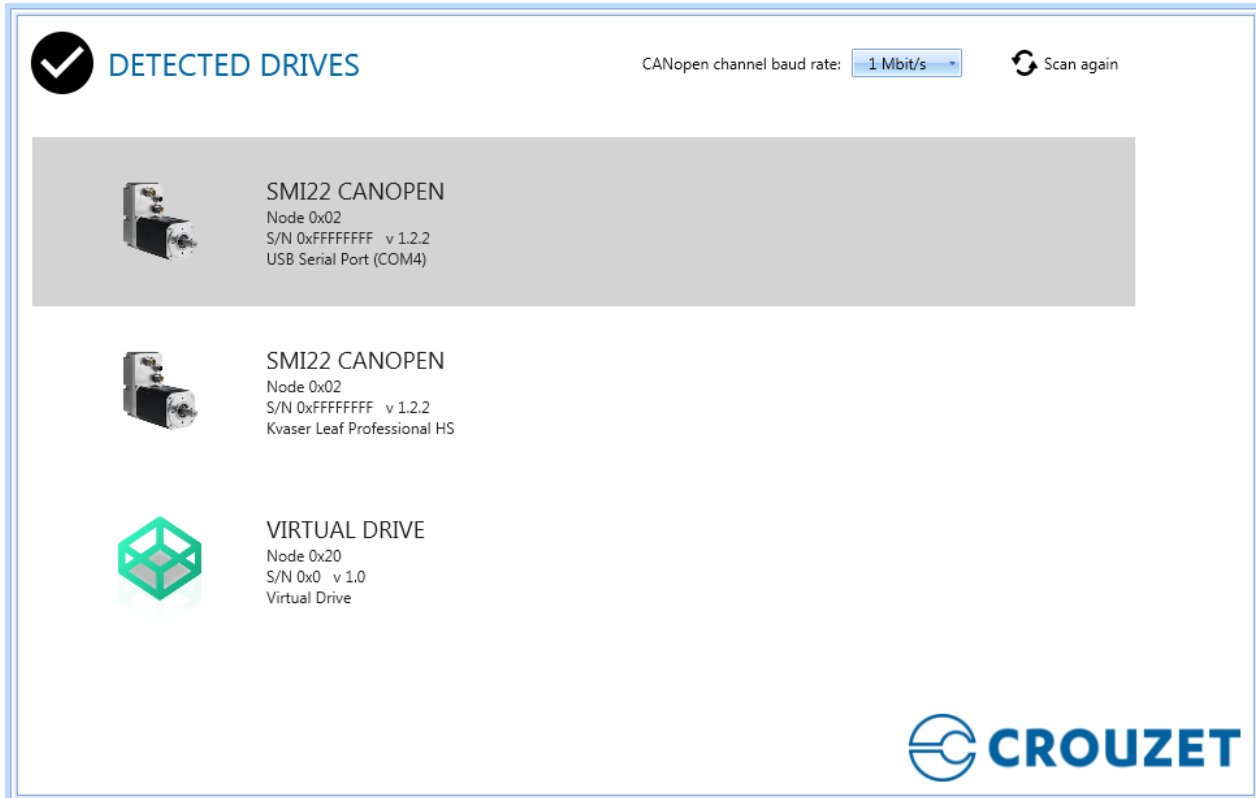 DETECTED DRIVES
CANopen channel baud rate: 1 Mbit/s Scan again
SMI22 CANOPEN
Node 0x02
S/N 0xFFFFFFFF v 1.2.2
USB Serial Port (COM4)
SMI22 CANOPEN
Node 0x02
S/N 0xFFFFFFFF v 1.2.2
Kvaser Leaf Professional HS
VIRTUAL DRIVE
Node 0x20
S/N 0x0 v 1.0
Virtual Drive
CROUZET